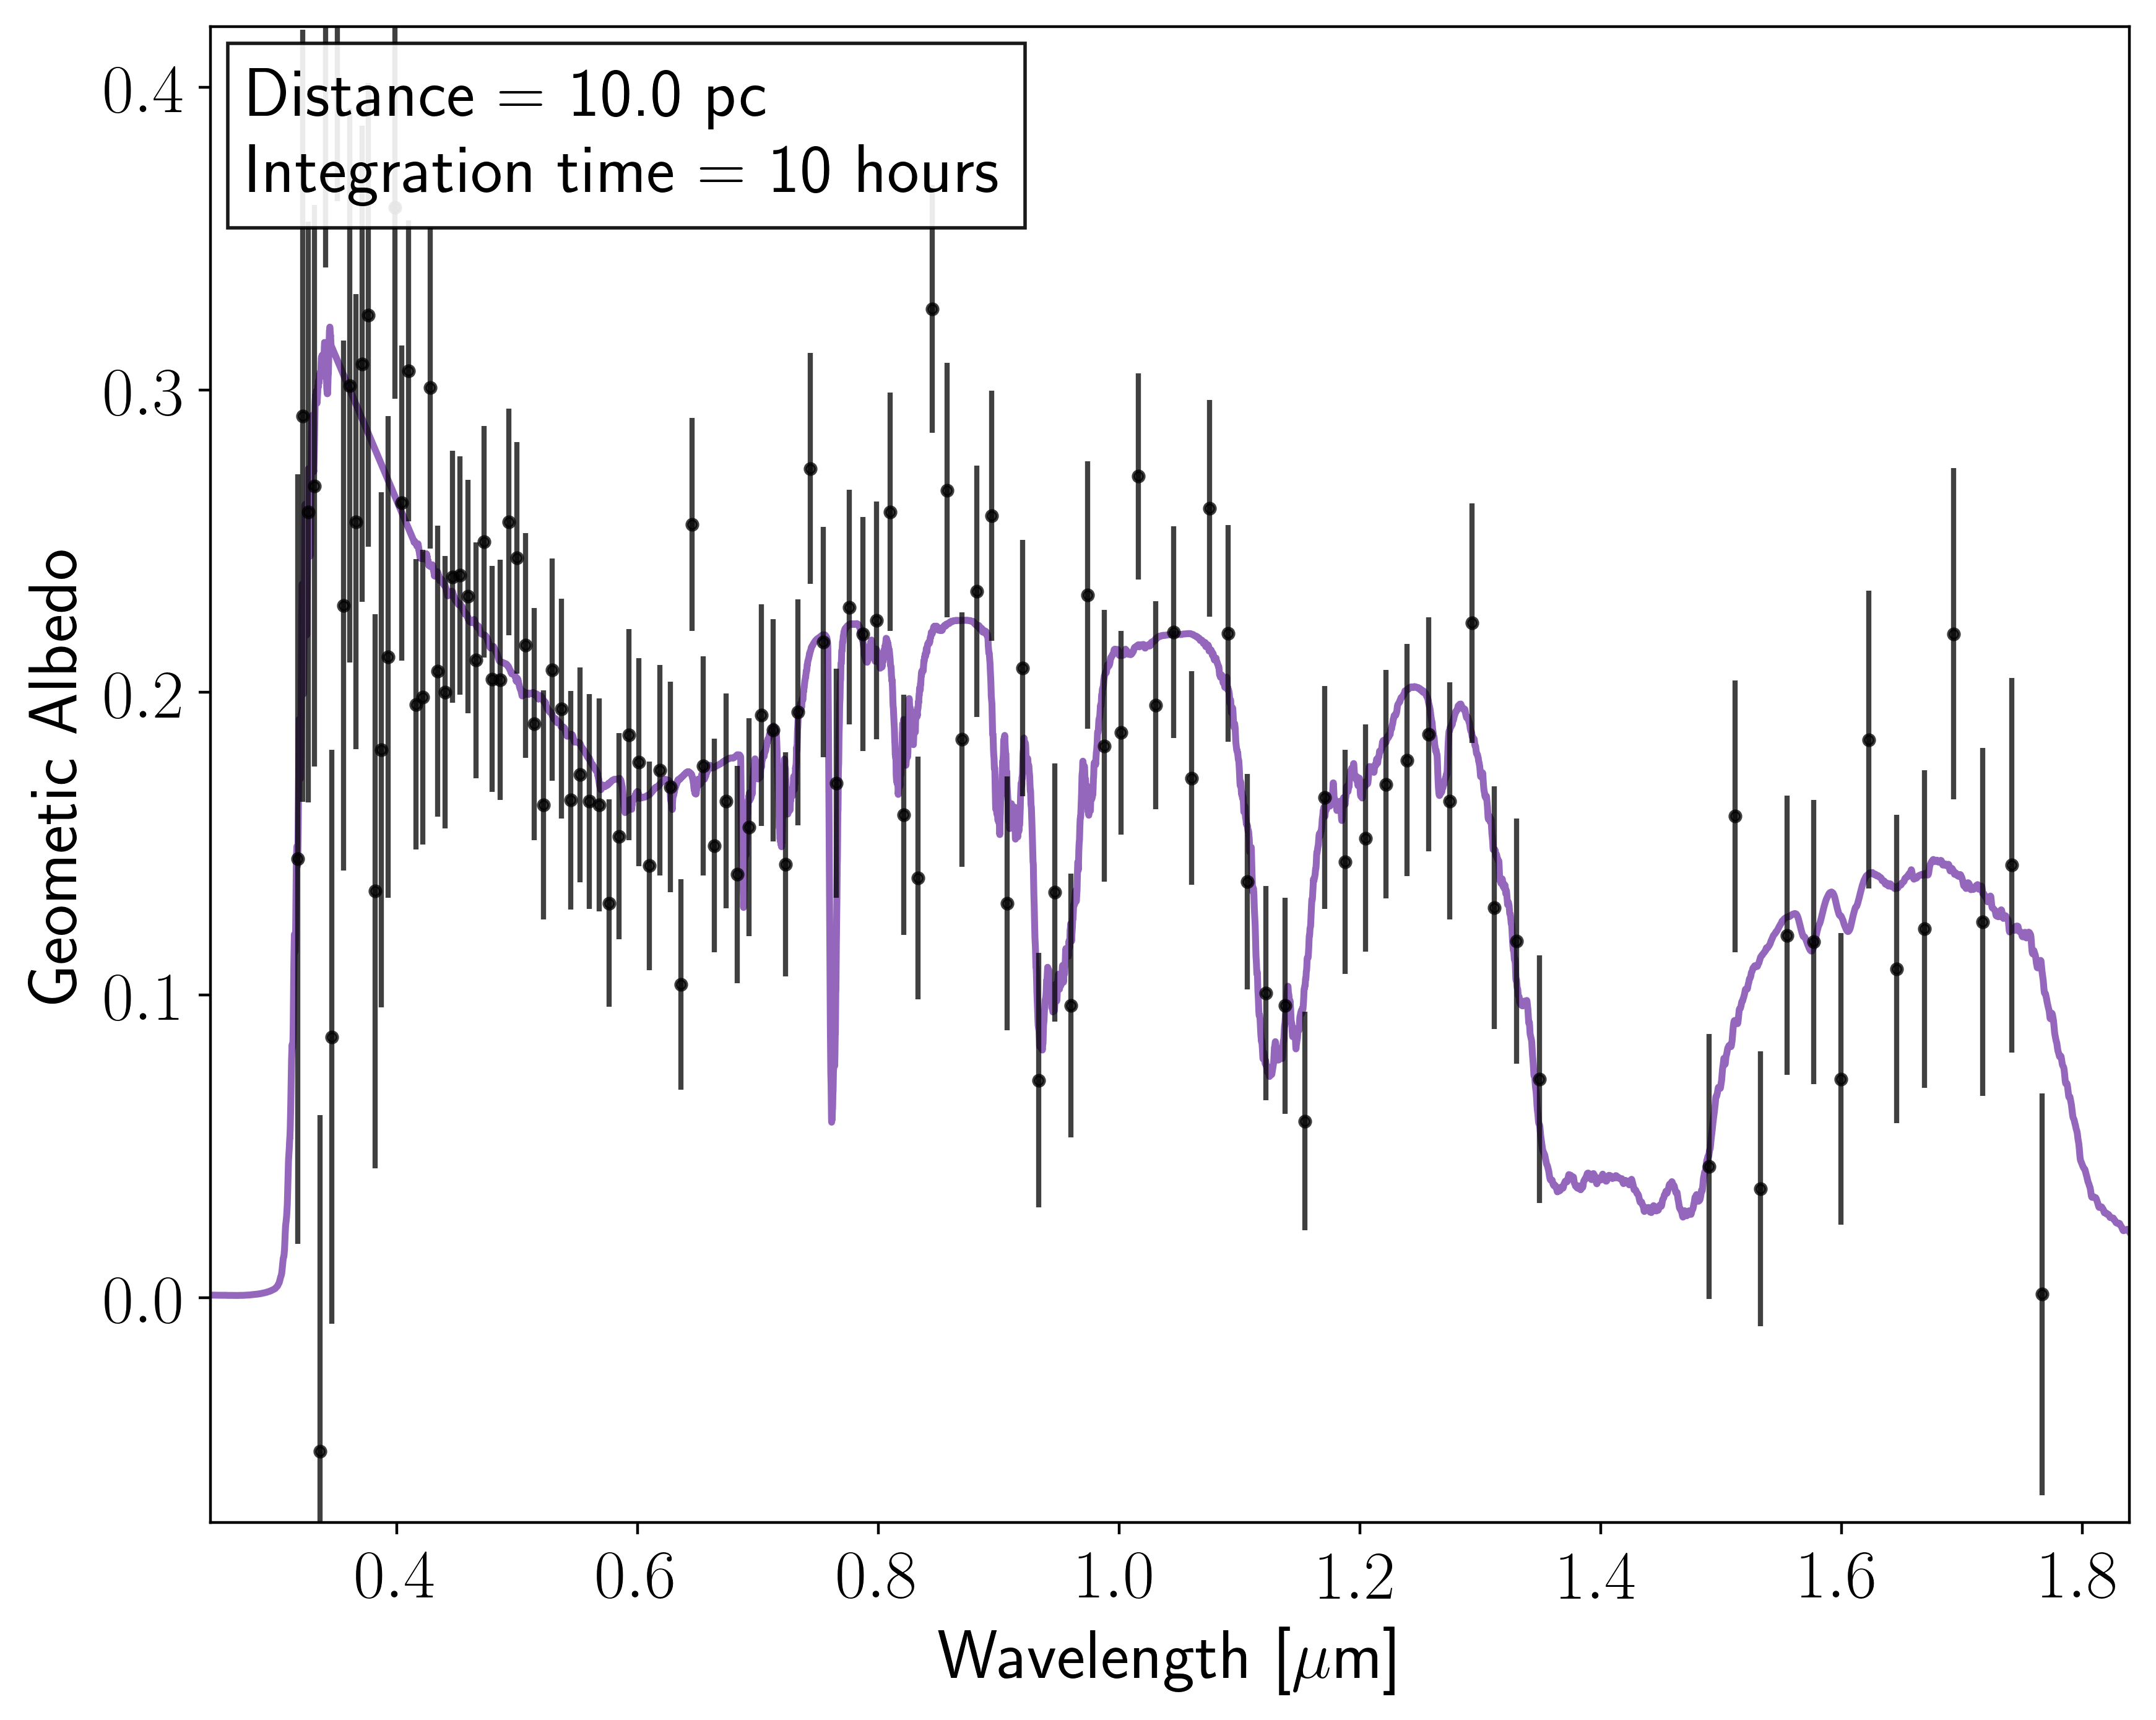 Distance = 10.0 pc
Integration time = 10 hours
Geometic Albedo
0.4
0.3
0.2
0.1
0.0
0.4 0.6 0.8 1.0 1.2 1.4 1.6 1.8
Wavelength [μm]